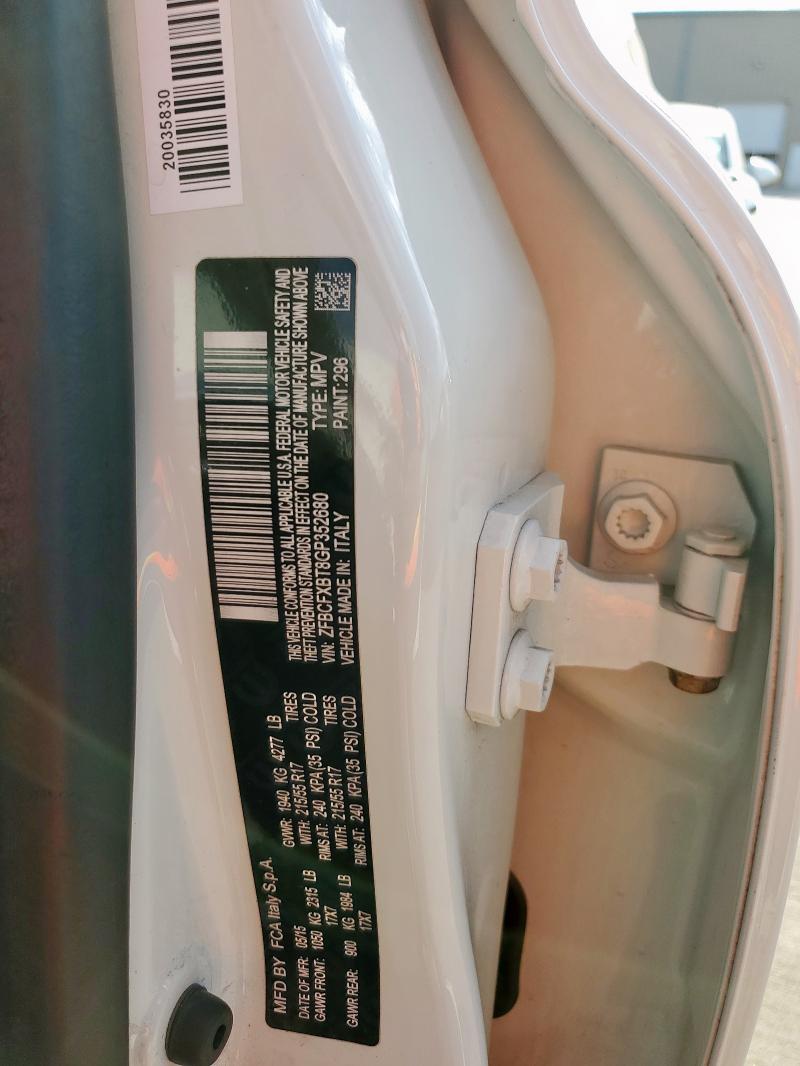 20035830
MFD BY FCA Italy S.p.A.
DATE OF MFR: 05/15 GVWR: 1940 KG 4277 LB
GAWR FRONT: 1050 KG 2315 LB WITH: 215/55 R17 TIRES
17X7 RIMS AT: 240 KPA(35 PSI) COLD
GAWR REAR: 900 KG 1984 LB WITH: 215/55 R17 TIRES
17X7 RIMS AT: 240 KPA(35 PSI) COLD
THIS VEHICLE CONFORMS TO ALL APPLICABLE U.S.A. FEDERAL MOTOR VEHICLE SAFETY AND
THEFT PREVENTION STANDARDS IN EFFECT ON THE DATE OF MANUFACTURE SHOWN ABOVE
VIN: ZFBCFXBT8GP352680 TYPE: MPV
VEHICLE MADE IN: ITALY PAINT: 296